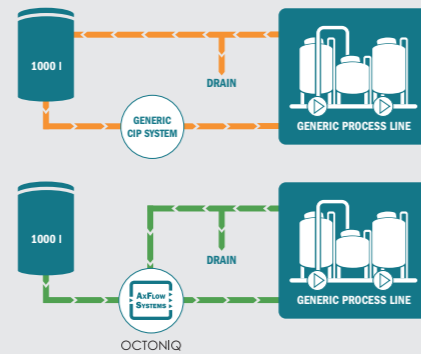 1000 l
DRAIN
GENERIC
CIP SYSTEM
GENERIC PROCESS LINE
1000 l
DRAIN
AxFlow
Systems
GENERIC PROCESS LINE
OCTONIQ